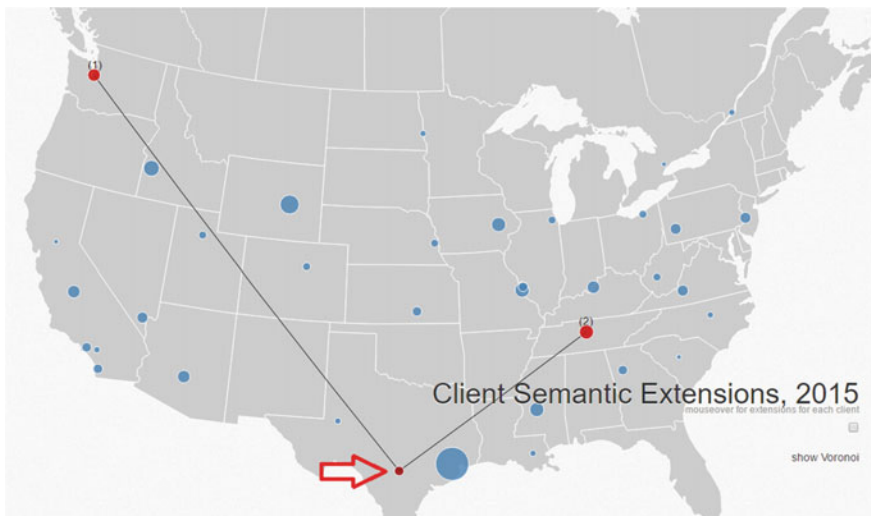 (1)
(2)
Client Semantic Extensions, 2015
mouseover for extensions for each client
show Voronoi